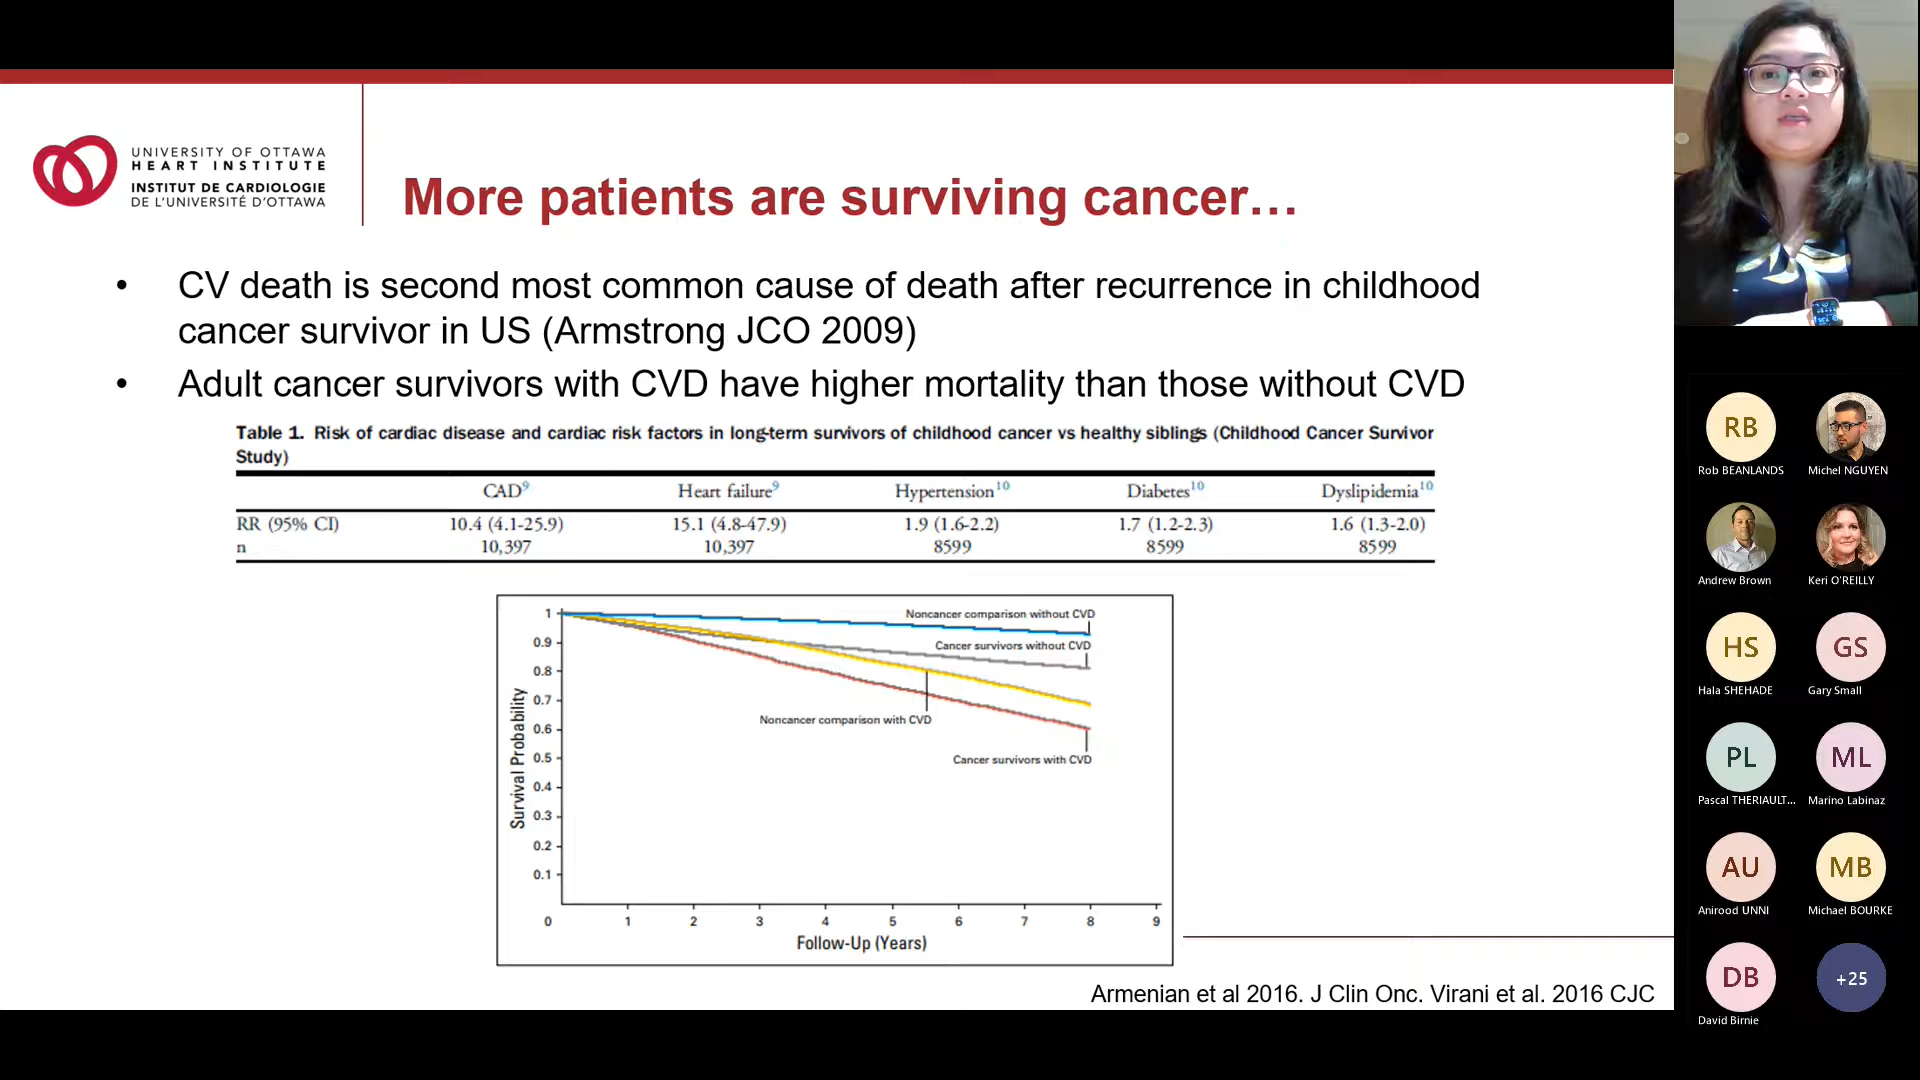 UNIVERSITY OF OTTAWA
HEART INSTITUTE
INSTITUT DE CARDIOLOGIE
DE L'UNIVERSITÉ D'OTTAWA
More patients are surviving cancer…
• CV death is second most common cause of death after recurrence in childhood
cancer survivor in US (Armstrong JCO 2009)
• Adult cancer survivors with CVD have higher mortality than those without CVD
Table 1. Risk of cardiac disease and cardiac risk factors in long-term survivors of childhood cancer vs healthy siblings (Childhood Cancer Survivor
Study)
CAD9 Heart failure9 Hypertension10 Diabetes10 Dyslipidemia10
RR (95% CI) 10.4 (4.1-25.9) 15.1 (4.8-47.9) 1.9 (1.6-2.2) 1.7 (1.2-2.3) 1.6 (1.3-2.0)
n 10,397 10,397 8599 8599 8599
Survival Probability
1
0.9
0.8
0.7
0.6
0.5
0.4
0.3
0.2
0.1
Noncancer comparison without CVD
Cancer survivors without CVD
Noncancer comparison with CVD
Cancer survivors with CVD
0 1 2 3 4 5 6 7 8 9
Follow-Up (Years)
Armenian et al 2016. J Clin Onc. Virani et al. 2016 CJC
RB
Rob BEANLANDS
Michel NGUYEN
Andrew Brown
Keri O'REILLY
HS
Hala SHEHADE
GS
Gary Small
PL
Pascal THERIAULT...
ML
Marino Labinaz
AU
Anirood UNNI
MB
Michael BOURKE
DB
David Birnie
+25